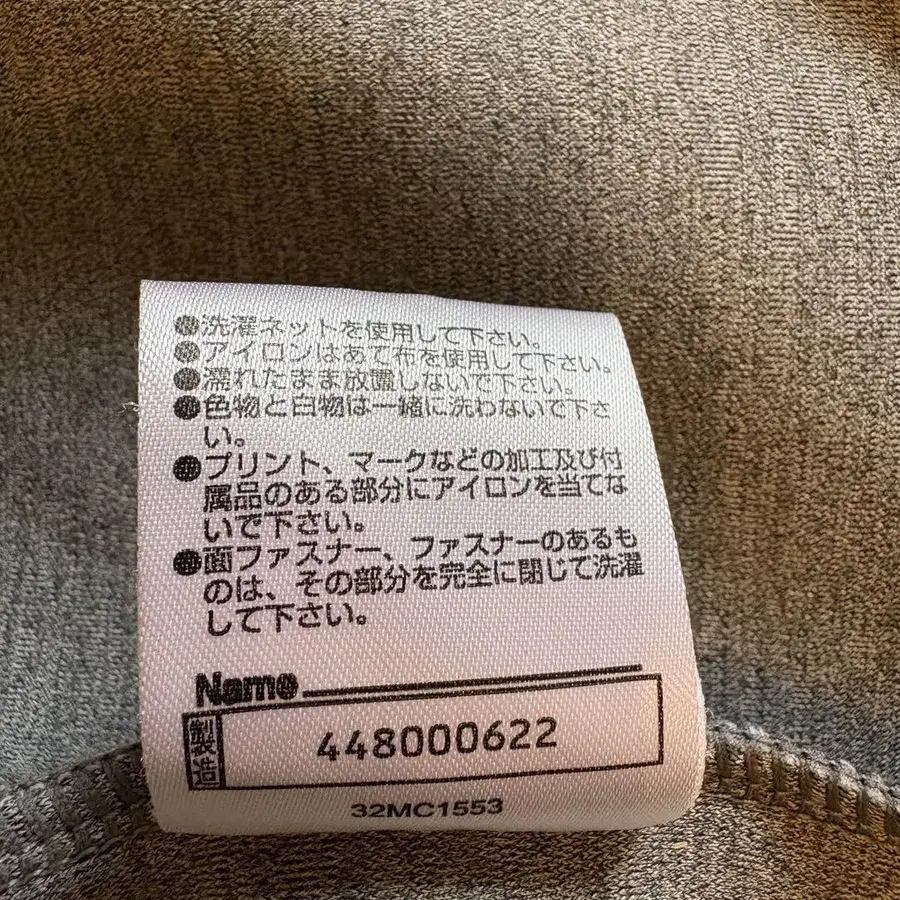 ●洗濯ネットを使用して下さい。
●アイロンはあて布を使用して下さい。
●濡れたまま放置しないで下さい。
●色物と白物は一緒に洗わないで下さ
い。
●プリント、マークなどの加工及び付
属品のある部分にアイロンを当てな
いで下さい。
●面ファスナー、ファスナーのあるも
のは、その部分を完全に閉じて洗濯
して下さい。
Name
製造 448000622
32MC1553